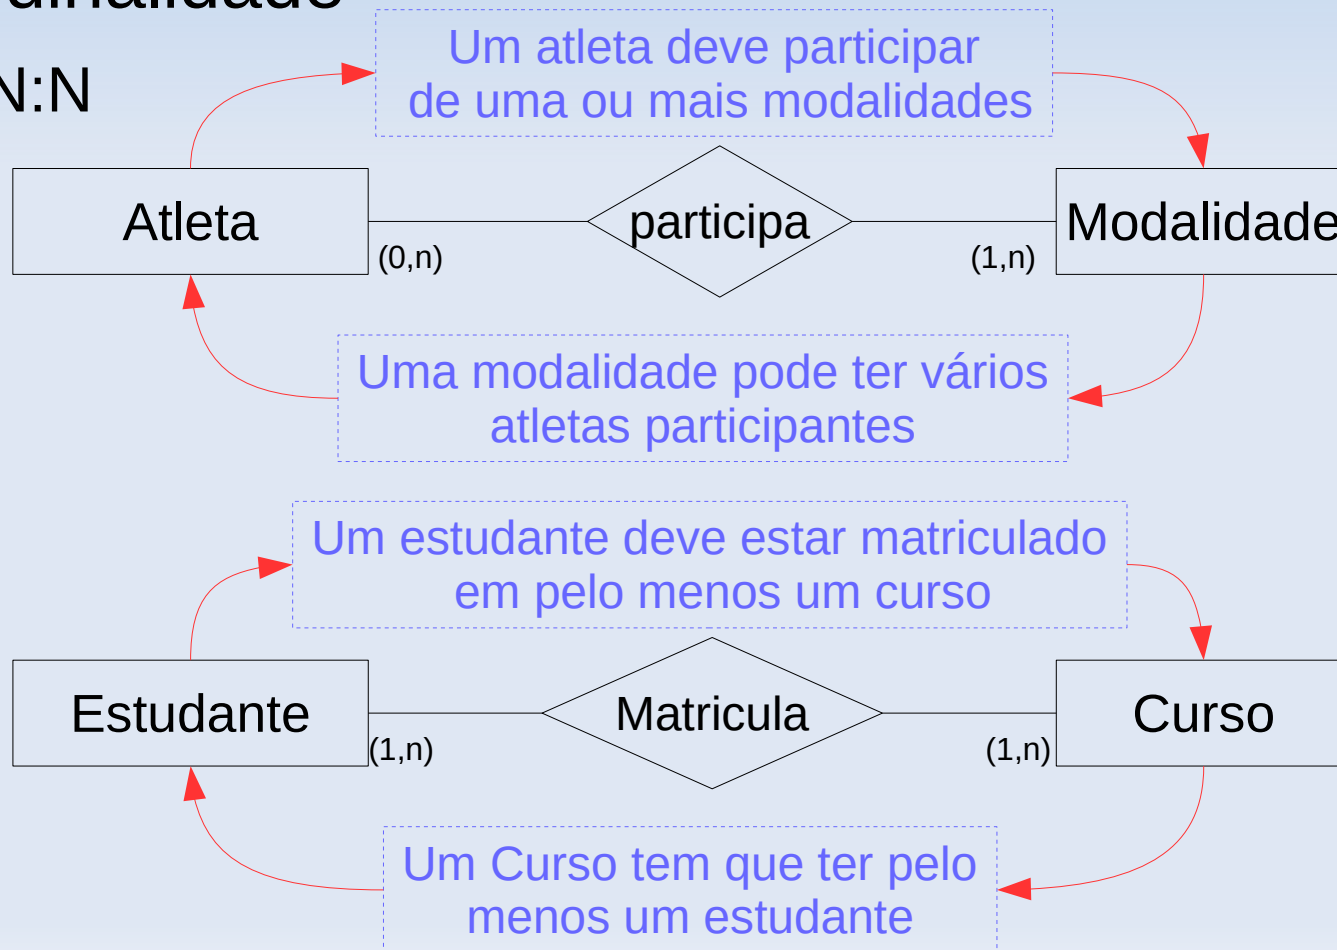 N:N
Um atleta deve participar
de uma ou mais modalidades
Atleta
participa
Modalidade
(0,n)
(1,n)
Uma modalidade pode ter vários
atletas participantes
Um estudante deve estar matriculado
em pelo menos um curso
Estudante
Matricula
Curso
(1,n)
(1,n)
Um Curso tem que ter pelo
menos um estudante